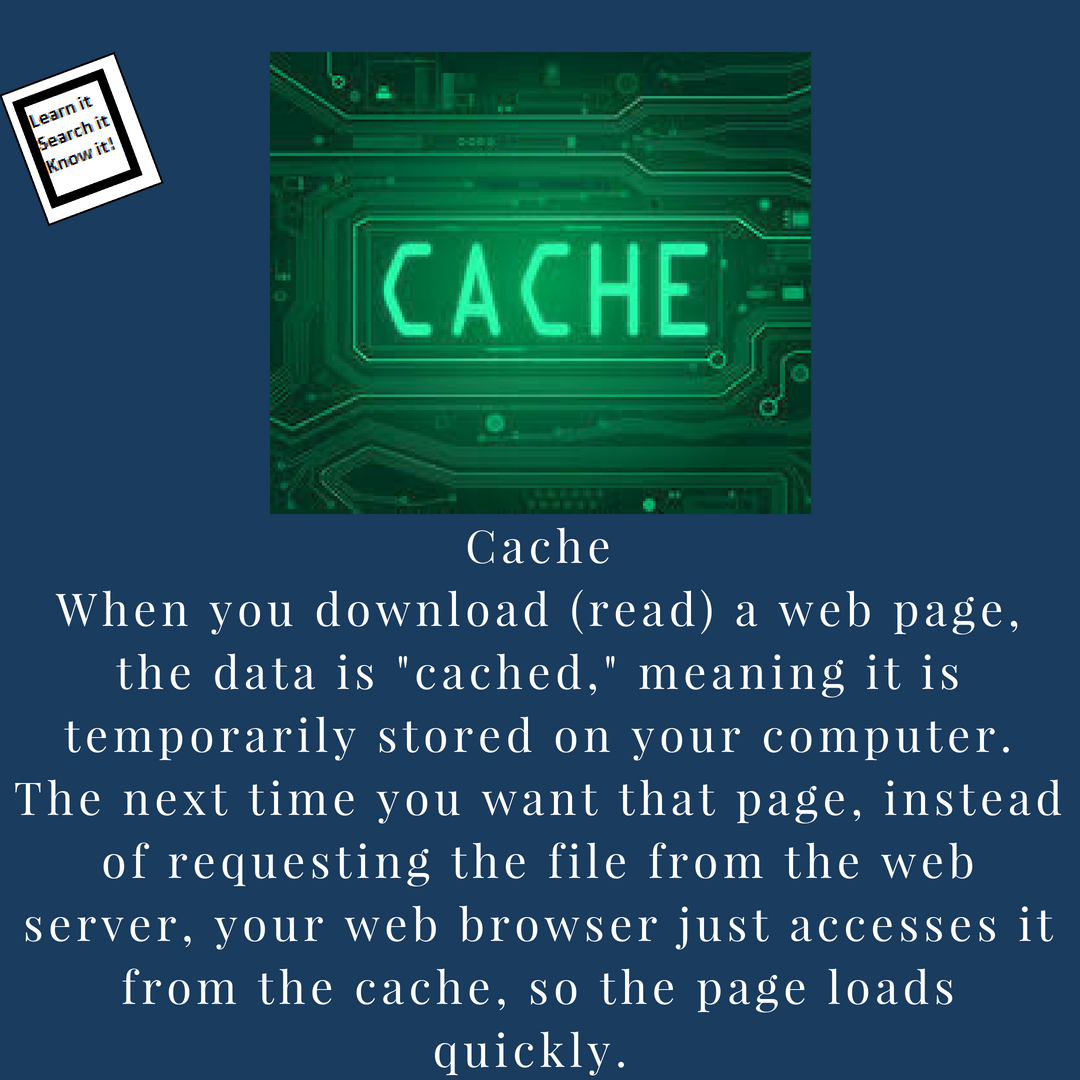 Learn it
Search it
Know it!
CACHE
Cache
When you download (read) a web page,
the data is "cached," meaning it is
temporarily stored on your computer.
The next time you want that page, instead
of requesting the file from the web
server, your web browser just accesses it
from the cache, so the page loads
quickly.